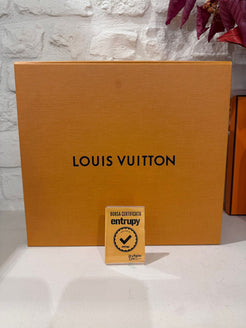 LOUIS VUITTON
BORSA CERTIFICATA
entrupy